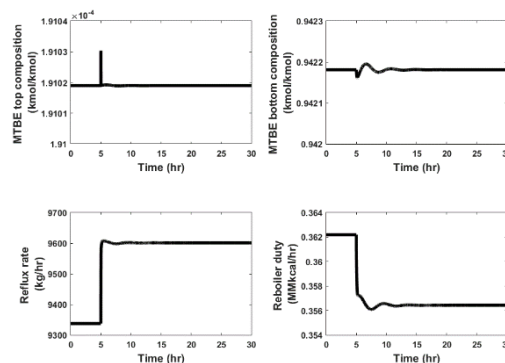 × 10⁻⁴
1.9104
1.9103
1.9102
1.9101
1.91
MTBE top composition
(kmol/kmol)
0 5 10 15 20 25 30
Time (hr)
0.9423
0.9422
0.9421
0.942
MTBE bottom composition
(kmol/kmol)
0 5 10 15 20 25 30
Time (hr)
9700
9600
9500
9400
9300
Reflux rate
(kg/hr)
0 5 10 15 20 25 30
Time (hr)
0.364
0.362
0.36
0.358
0.356
0.354
Reboiler duty
(MMkcal/hr)
0 5 10 15 20 25 30
Time (hr)